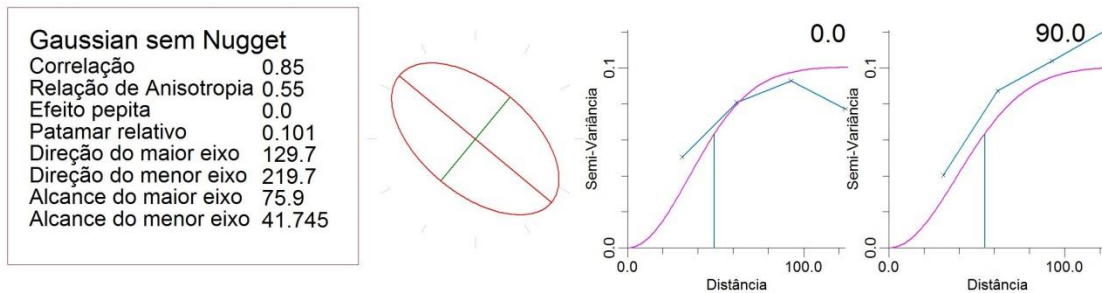 Gaussian sem Nugget
Correlação 0.85
Relação de Anisotropia 0.55
Efeito pepita 0.0
Patamar relativo 0.101
Direção do maior eixo 129.7
Direção do menor eixo 219.7
Alcance do maior eixo 75.9
Alcance do menor eixo 41.745
0.0
0.1
Semi-Variância
0.0
0.0 100.0
Distância
90.0
0.1
Semi-Variância
0.0
0.0 100.0
Distância